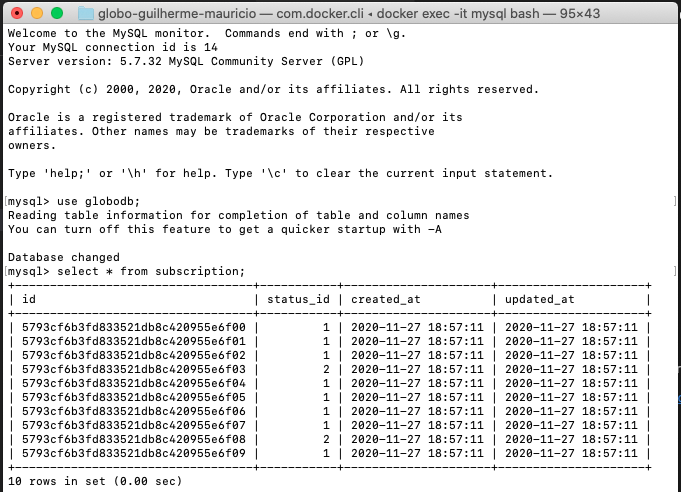 globo-guilherme-mauricio — com.docker.cli ◂ docker exec -it mysql bash — 95×43
Welcome to the MySQL monitor.  Commands end with ; or \g.
Your MySQL connection id is 14
Server version: 5.7.32 MySQL Community Server (GPL)
Copyright (c) 2000, 2020, Oracle and/or its affiliates. All rights reserved.
Oracle is a registered trademark of Oracle Corporation and/or its
affiliates. Other names may be trademarks of their respective
owners.
Type 'help;' or '\h' for help. Type '\c' to clear the current input statement.
[mysql> use globodb; ]
Reading table information for completion of table and column names
You can turn off this feature to get a quicker startup with -A
Database changed
[mysql> select * from subscription; ]
+----------------------------------+-----------+---------------------+---------------------+
| id                               | status_id | created_at          | updated_at          |
+----------------------------------+-----------+---------------------+---------------------+
| 5793cf6b3fd833521db8c420955e6f00 |         1 | 2020-11-27 18:57:11 | 2020-11-27 18:57:11 |
| 5793cf6b3fd833521db8c420955e6f01 |         1 | 2020-11-27 18:57:11 | 2020-11-27 18:57:11 |
| 5793cf6b3fd833521db8c420955e6f02 |         1 | 2020-11-27 18:57:11 | 2020-11-27 18:57:11 |
| 5793cf6b3fd833521db8c420955e6f03 |         2 | 2020-11-27 18:57:11 | 2020-11-27 18:57:11 |
| 5793cf6b3fd833521db8c420955e6f04 |         1 | 2020-11-27 18:57:11 | 2020-11-27 18:57:11 |
| 5793cf6b3fd833521db8c420955e6f05 |         1 | 2020-11-27 18:57:11 | 2020-11-27 18:57:11 |
| 5793cf6b3fd833521db8c420955e6f06 |         1 | 2020-11-27 18:57:11 | 2020-11-27 18:57:11 |
| 5793cf6b3fd833521db8c420955e6f07 |         1 | 2020-11-27 18:57:11 | 2020-11-27 18:57:11 |
| 5793cf6b3fd833521db8c420955e6f08 |         2 | 2020-11-27 18:57:11 | 2020-11-27 18:57:11 |
| 5793cf6b3fd833521db8c420955e6f09 |         1 | 2020-11-27 18:57:11 | 2020-11-27 18:57:11 |
+----------------------------------+-----------+---------------------+---------------------+
10 rows in set (0.00 sec)